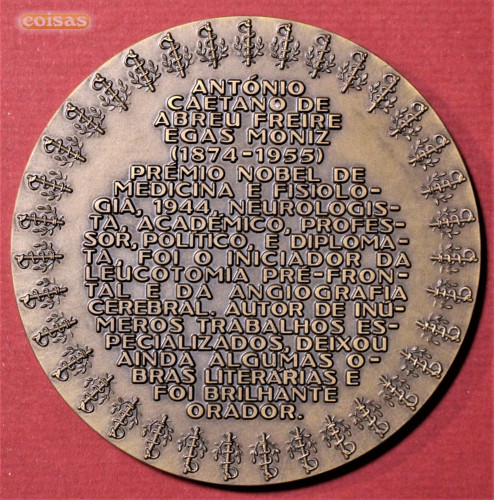 coisas
ANTÓNIO
CAETANO DE
ABREU FREIRE
EGAS MONIZ
(1874-1955)
PRÉMIO NOBEL DE
MEDICINA E FISIOLO-
GIA, 1944, NEUROLOGIS-
TA, ACADÉMICO, PROFES-
SOR, POLÍTICO, E DIPLOMA-
TA, FOI O INICIADOR DA
LEUCOTOMIA PRÉ-FRON-
TAL E DA ANGIOGRAFIA
CEREBRAL. AUTOR DE INÚ-
MEROS TRABALHOS ES-
PECIALIZADOS, DEIXOU
AINDA ALGUMAS O-
BRAS LITERÁRIAS E
FOI BRILHANTE
ORADOR.